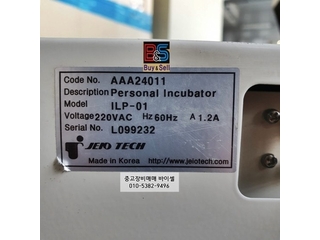 B&S
Buy&Sell
Code No. AAA24011
Description Personal Incubator
Model ILP-01
Voltage 220VAC Hz 60Hz A 1.2A
Serial No. L099232
JEIO TECH
Made in Korea http://www.jeiotech.com
중고장비매매 바이셀
010-5382-9496